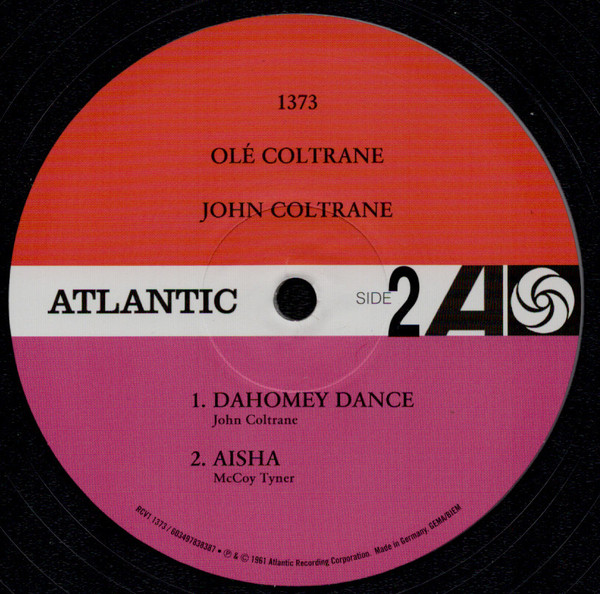 1373
OLÉ COLTRANE
JOHN COLTRANE
ATLANTIC
SIDE 2 A
1. DAHOMEY DANCE
John Coltrane
2. AISHA
McCoy Tyner
RCV1 1373 / 603497838387 • ℗ & © 1961 Atlantic Recording Corporation. Made in Germany. GEMA/BIEM